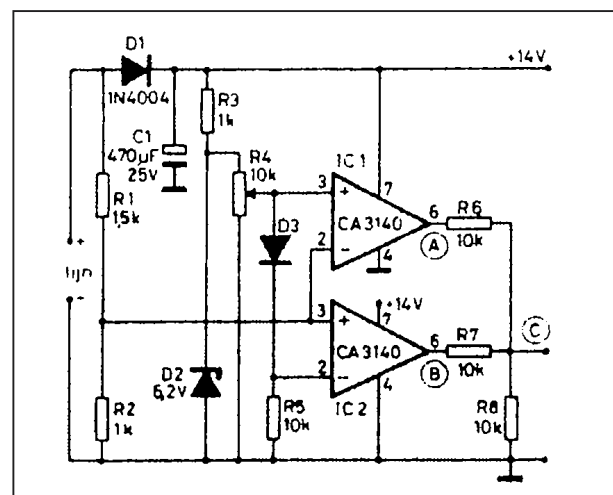 D1
+14V
1N4004
R3
1k
C1
470µF
25V
R4
10k
IC1
R1
1,5k
3
+
7
CA3140
6
R6
10k
D3
2
-
4
A
+
lijn
-
+14V
3
+
7
CA3140
6
R7
10k
C
D2
6,2V
2
-
4
B
R2
1k
R5
10k
IC2
R8
10k